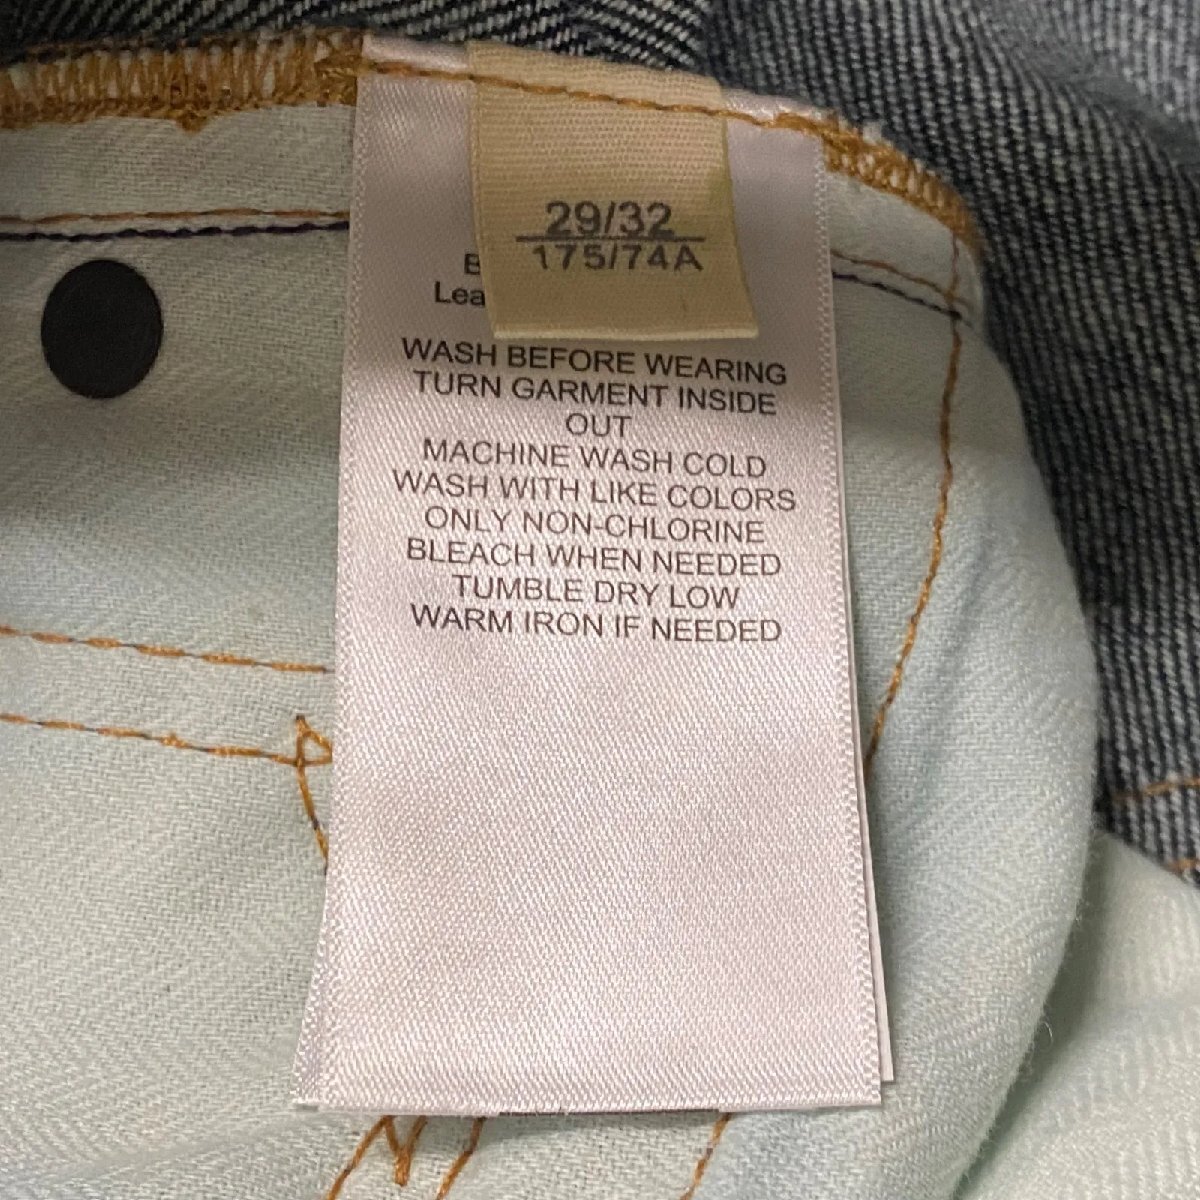 29/32
175/74A
WASH BEFORE WEARING
TURN GARMENT INSIDE
OUT
MACHINE WASH COLD
WASH WITH LIKE COLORS
ONLY NON-CHLORINE
BLEACH WHEN NEEDED
TUMBLE DRY LOW
WARM IRON IF NEEDED